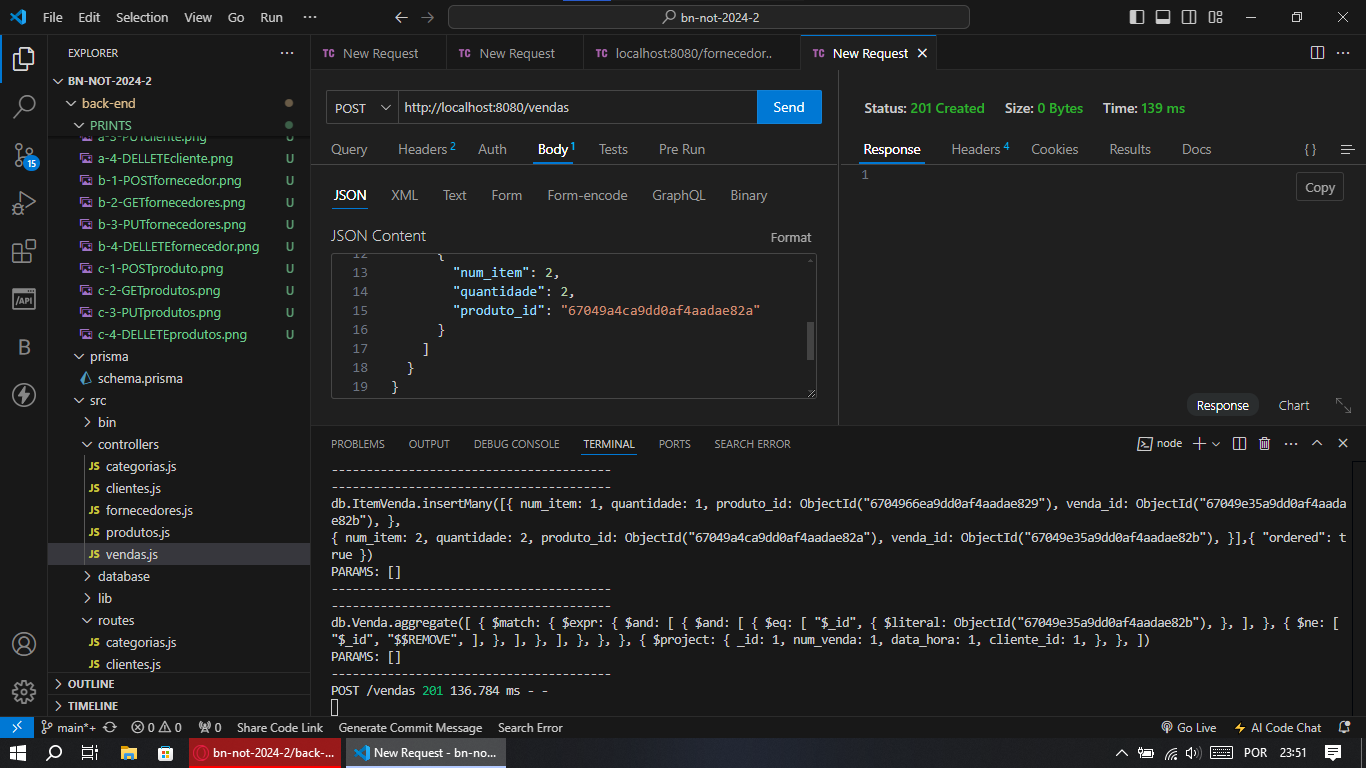 File Edit Selection View Go Run ··· bn-not-2024-2
EXPLORER ···
BN-NOT-2024-2
back-end
PRINTS
a-3-PUTcliente.png U
a-4-DELLETEcliente.png U
b-1-POSTfornecedor.png U
b-2-GETfornecedores.png U
b-3-PUTfornecedores.png U
b-4-DELLETEfornecedor.png U
c-1-POSTproduto.png U
c-2-GETprodutos.png U
c-3-PUTprodutos.png U
c-4-DELLETEprodutos.png U
prisma
schema.prisma
src
bin
controllers
JS categorias.js
JS clientes.js
JS fornecedores.js
JS produtos.js
JS vendas.js
database
lib
routes
JS categorias.js
JS clientes.js
OUTLINE
TIMELINE
15
/API
B
TC New Request TC New Request TC localhost:8080/fornecedor.. TC New Request ···
POST http://localhost:8080/vendas Send
Query Headers 2 Auth Body 1 Tests Pre Run
JSON XML Text Form Form-encode GraphQL Binary
JSON Content Format
12 {
13 "num_item": 2,
14 "quantidade": 2,
15 "produto_id": "67049a4ca9dd0af4aadae82a"
16 }
17 ]
18 }
19 }
Status: 201 Created Size: 0 Bytes Time: 139 ms
Response Headers 4 Cookies Results Docs { }
1
Copy
Response Chart
PROBLEMS OUTPUT DEBUG CONSOLE TERMINAL PORTS SEARCH ERROR node ···
----------------------------------------
----------------------------------------
db.ItemVenda.insertMany([{ num_item: 1, quantidade: 1, produto_id: ObjectId("6704966ea9dd0af4aadae829"), venda_id: ObjectId("67049e35a9dd0af4aada
e82b"), },
{ num_item: 2, quantidade: 2, produto_id: ObjectId("67049a4ca9dd0af4aadae82a"), venda_id: ObjectId("67049e35a9dd0af4aadae82b"), }],{ "ordered": t
rue })
PARAMS: []
----------------------------------------
----------------------------------------
db.Venda.aggregate([ { $match: { $expr: { $and: [ { $and: [ { $eq: [ "$_id", { $literal: ObjectId("67049e35a9dd0af4aadae82b"), }, ], }, { $ne: [
"$_id", "$$REMOVE", ], }, ], }, ], }, }, }, { $project: { _id: 1, num_venda: 1, data_hora: 1, cliente_id: 1, }, }, ])
PARAMS: []
----------------------------------------
POST /vendas 201 136.784 ms - -
main*+ 0 0 0 Share Code Link Generate Commit Message Search Error Go Live AI Code Chat
bn-not-2024-2/back-... New Request - bn-no... POR 23:51